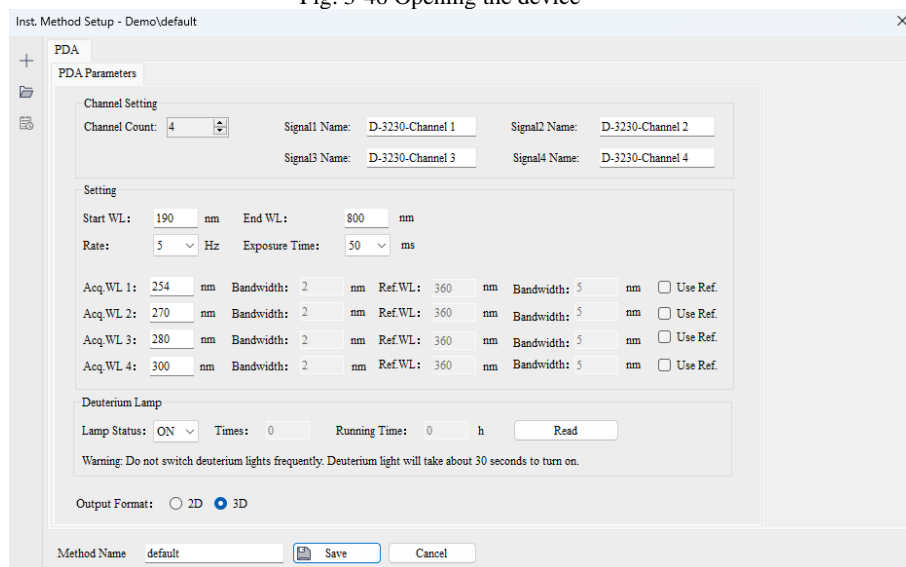 Fig. 3-46 Opening the device
Inst. Method Setup - Demo\default
PDA
PDA Parameters
Channel Setting
Channel Count: 4 Signal1 Name: D-3230-Channel 1 Signal2 Name: D-3230-Channel 2
Signal3 Name: D-3230-Channel 3 Signal4 Name: D-3230-Channel 4
Setting
Start WL: 190 nm End WL: 800 nm
Rate: 5 Hz Exposure Time: 50 ms
Acq.WL 1: 254 nm Bandwidth: 2 nm Ref.WL: 360 nm Bandwidth: 5 nm Use Ref.
Acq.WL 2: 270 nm Bandwidth: 2 nm Ref.WL: 360 nm Bandwidth: 5 nm Use Ref.
Acq.WL 3: 280 nm Bandwidth: 2 nm Ref.WL: 360 nm Bandwidth: 5 nm Use Ref.
Acq.WL 4: 300 nm Bandwidth: 2 nm Ref.WL: 360 nm Bandwidth: 5 nm Use Ref.
Deuterium Lamp
Lamp Status: ON Times: 0 Running Time: 0 h Read
Warning: Do not switch deuterium lights frequently. Deuterium light will take about 30 seconds to turn on.
Output Format: 2D 3D
Method Name default Save Cancel